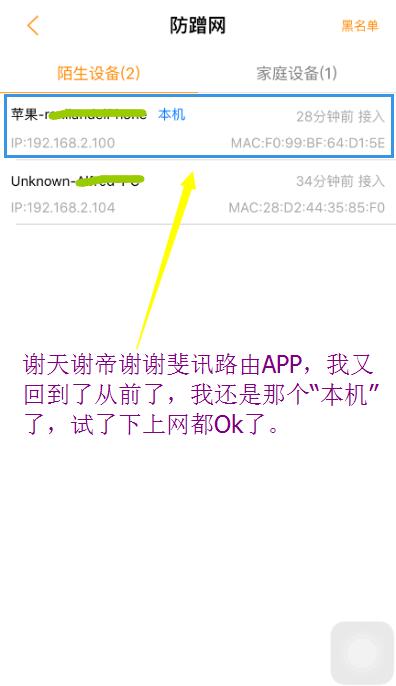 防蹭网
黑名单
陌生设备(2)
家庭设备(1)
苹果- 本机
28分钟前 接入
IP:192.168.2.100
MAC:F0:99:BF:64:D1:5E
Unknown-
34分钟前 接入
IP:192.168.2.104
MAC:28:D2:44:35:85:F0
谢天谢帝谢谢斐讯路由APP，我又
回到了从前了，我还是那个“本机”
了，试了下上网都Ok了。